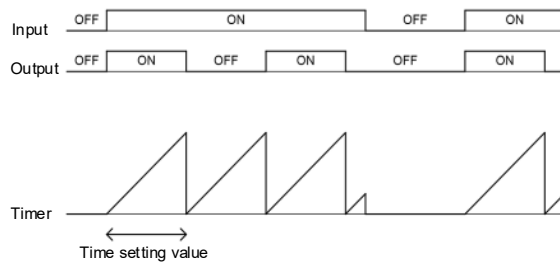 Input OFF ON OFF ON
Output OFF ON OFF ON OFF ON
Timer
Time setting value